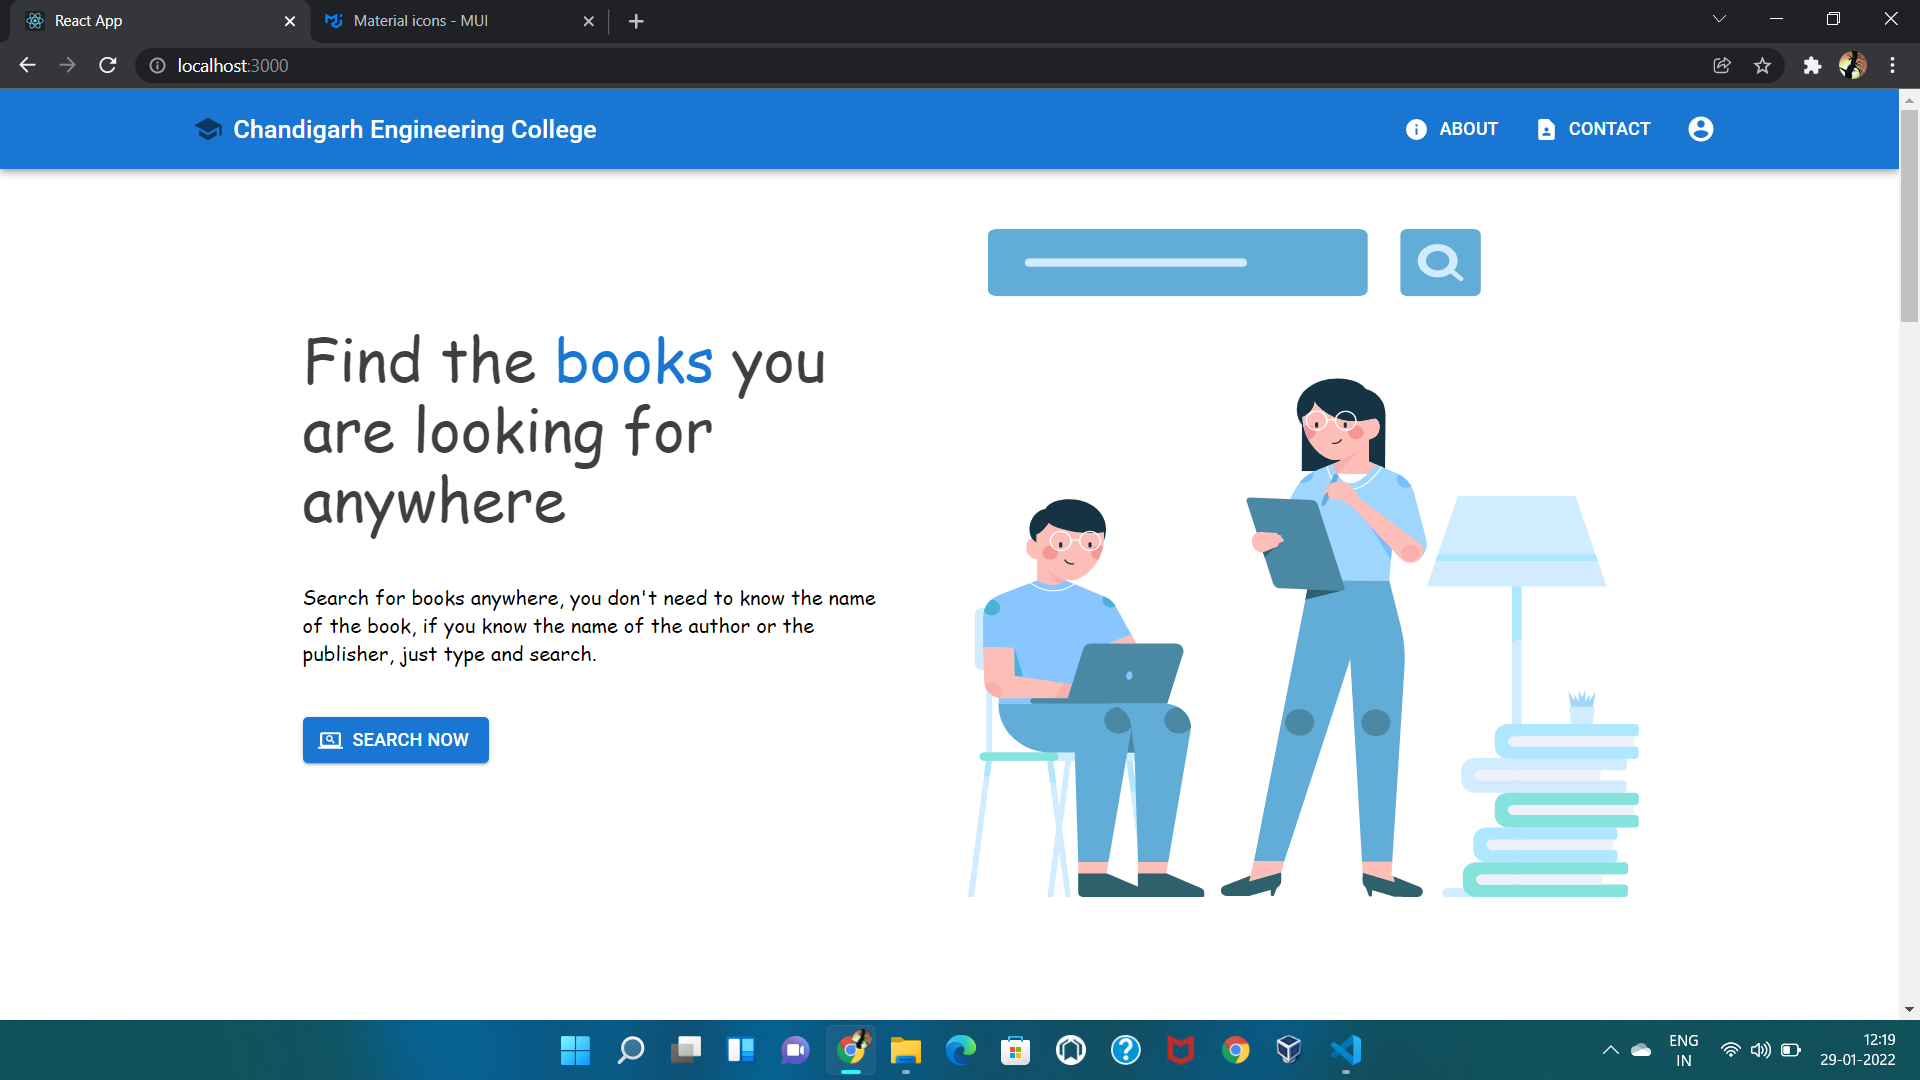 React App
Material icons - MUI
localhost:3000
Chandigarh Engineering College
ABOUT
CONTACT
Find the books you
are looking for
anywhere
Search for books anywhere, you don't need to know the name
of the book, if you know the name of the author or the
publisher, just type and search.
SEARCH NOW
ENG
IN
12:19
29-01-2022